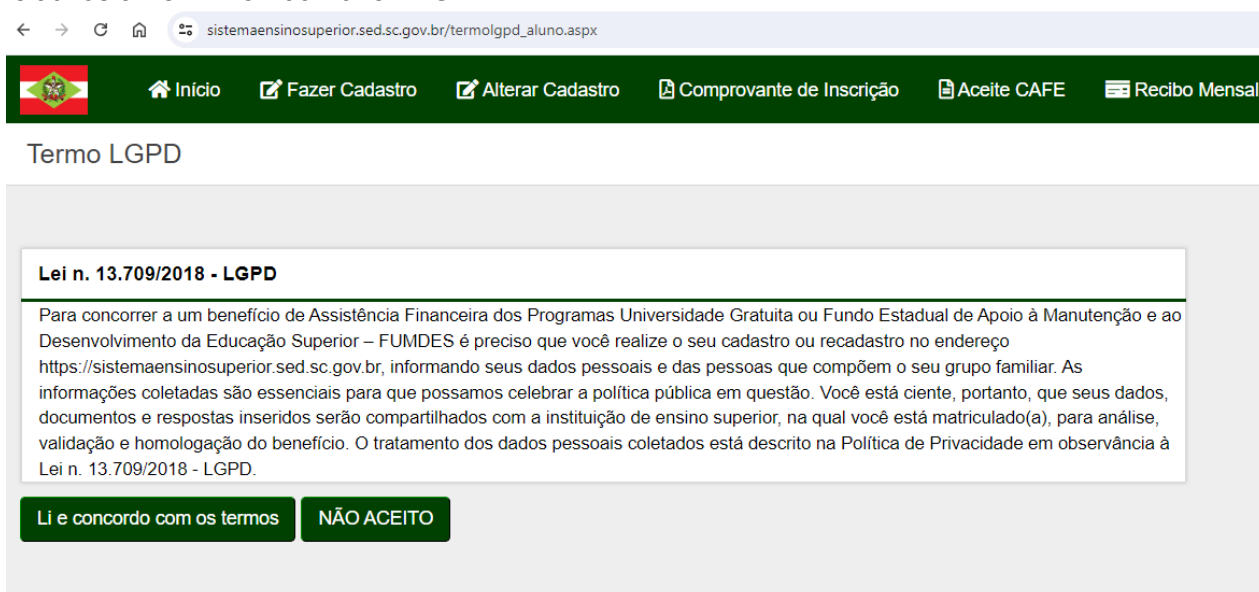 sistemaensinosuperior.sed.sc.gov.br/termolgpd_aluno.aspx
Início Fazer Cadastro Alterar Cadastro Comprovante de Inscrição Aceite CAFE Recibo Mensal
Termo LGPD
Lei n. 13.709/2018 - LGPD
Para concorrer a um benefício de Assistência Financeira dos Programas Universidade Gratuita ou Fundo Estadual de Apoio à Manutenção e ao
Desenvolvimento da Educação Superior – FUMDES é preciso que você realize o seu cadastro ou recadastro no endereço
https://sistemaensinosuperior.sed.sc.gov.br, informando seus dados pessoais e das pessoas que compõem o seu grupo familiar. As
informações coletadas são essenciais para que possamos celebrar a política pública em questão. Você está ciente, portanto, que seus dados,
documentos e respostas inseridos serão compartilhados com a instituição de ensino superior, na qual você está matriculado(a), para análise,
validação e homologação do benefício. O tratamento dos dados pessoais coletados está descrito na Política de Privacidade em observância à
Lei n. 13.709/2018 - LGPD.
Li e concordo com os termos NÃO ACEITO